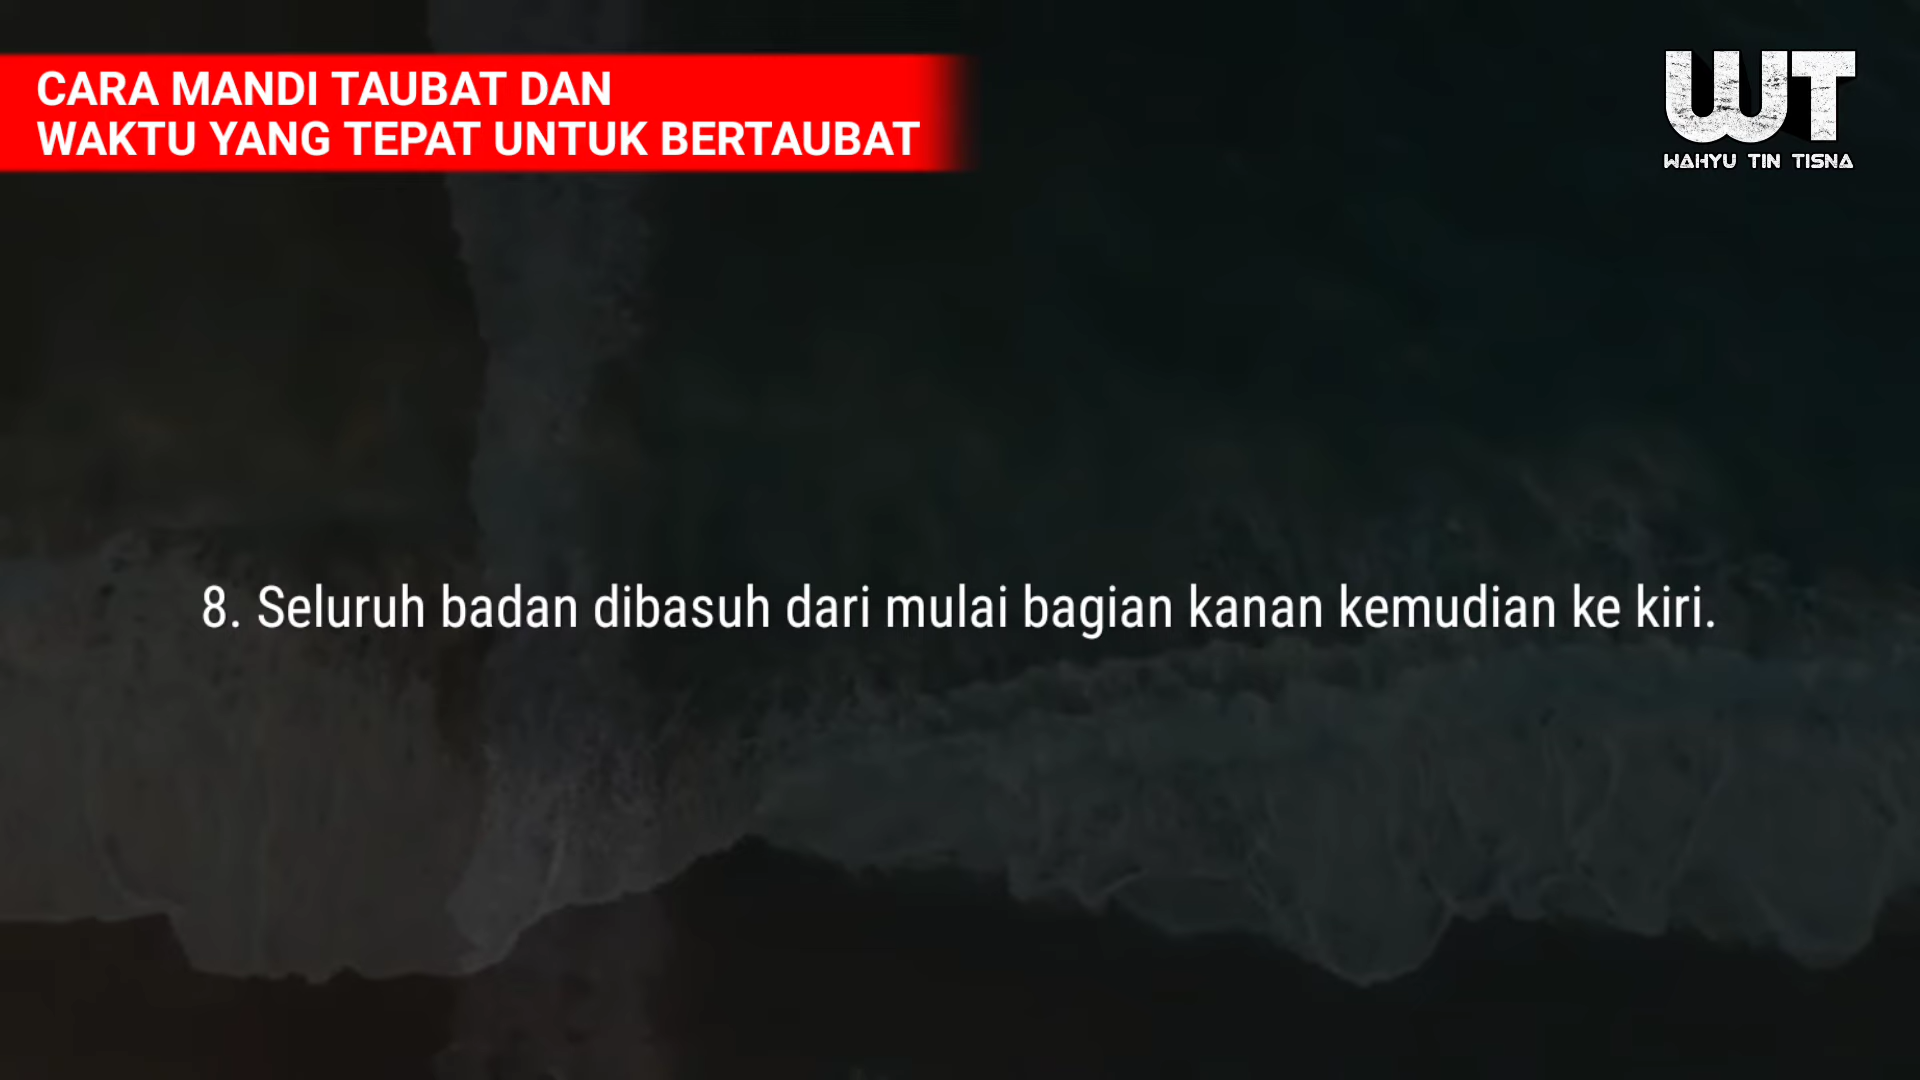 CARA MANDI TAUBAT DAN
WAKTU YANG TEPAT UNTUK BERTAUBAT
WT
WAHYU TIN TISNA
8. Seluruh badan dibasuh dari mulai bagian kanan kemudian ke kiri.